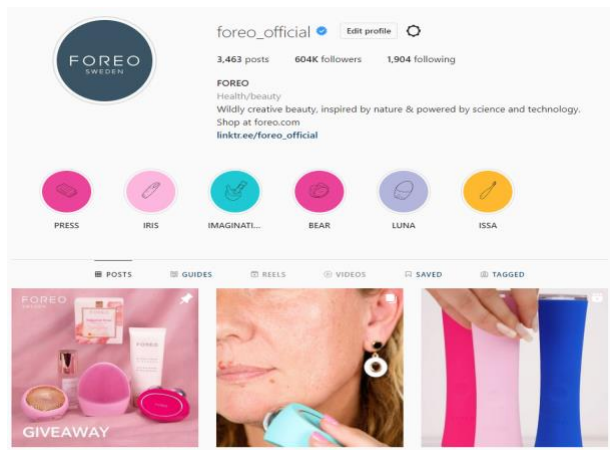 FOREO
SWEDEN
foreo_official Edit profile
3,463 posts 604K followers 1,904 following
FOREO
Health/beauty
Wildly creative beauty, inspired by nature & powered by science and technology.
Shop at foreo.com
linktr.ee/foreo_official
PRESS IRIS IMAGINATI... BEAR LUNA ISSA
POSTS GUIDES REELS VIDEOS SAVED TAGGED
FOREO
SWEDEN
FOREO
GIVEAWAY